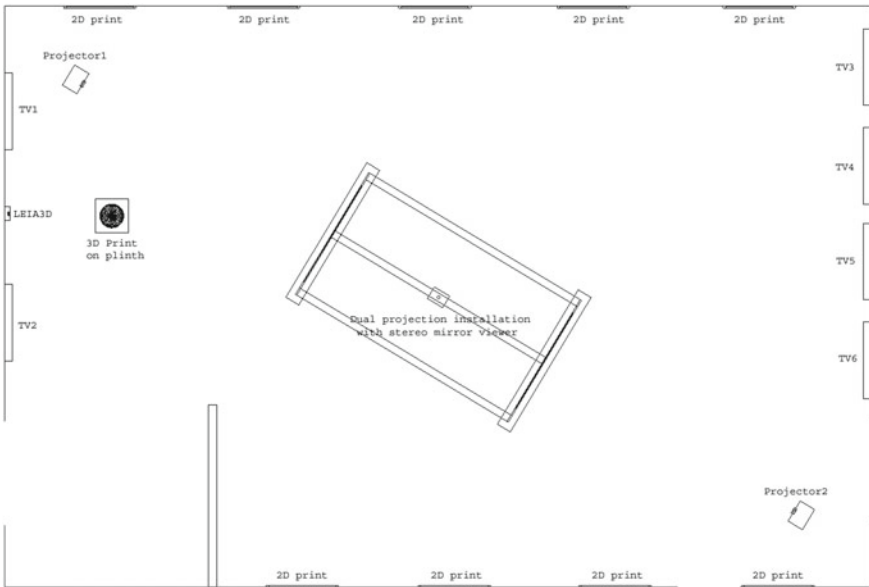 2D print
2D print
2D print
2D print
2D print
Projector1
TV3
TV1
TV4
LEIA3D
3D Print
on plinth
TV5
Dual projection installation
with stereo mirror viewer
TV2
TV6
Projector2
2D print
2D print
2D print
2D print